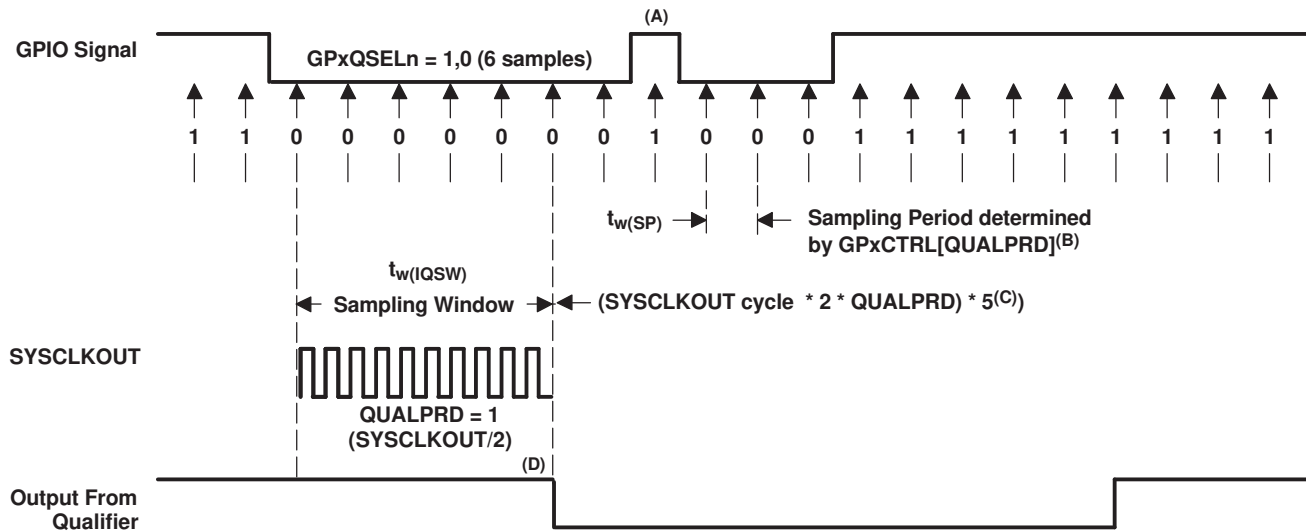 (A)
GPIO Signal
GPxQSELn = 1,0 (6 samples)
1 1 0 0 0 0 0 0 0 1 0 0 0 1 1 1 1 1 1 1 1 1
tw(SP)
Sampling Period determined
by GPxCTRL[QUALPRD](B)
tw(IQSW)
Sampling Window
(SYSCLKOUT cycle * 2 * QUALPRD) * 5(C))
SYSCLKOUT
QUALPRD = 1
(SYSCLKOUT/2)
(D)
Output From
Qualifier